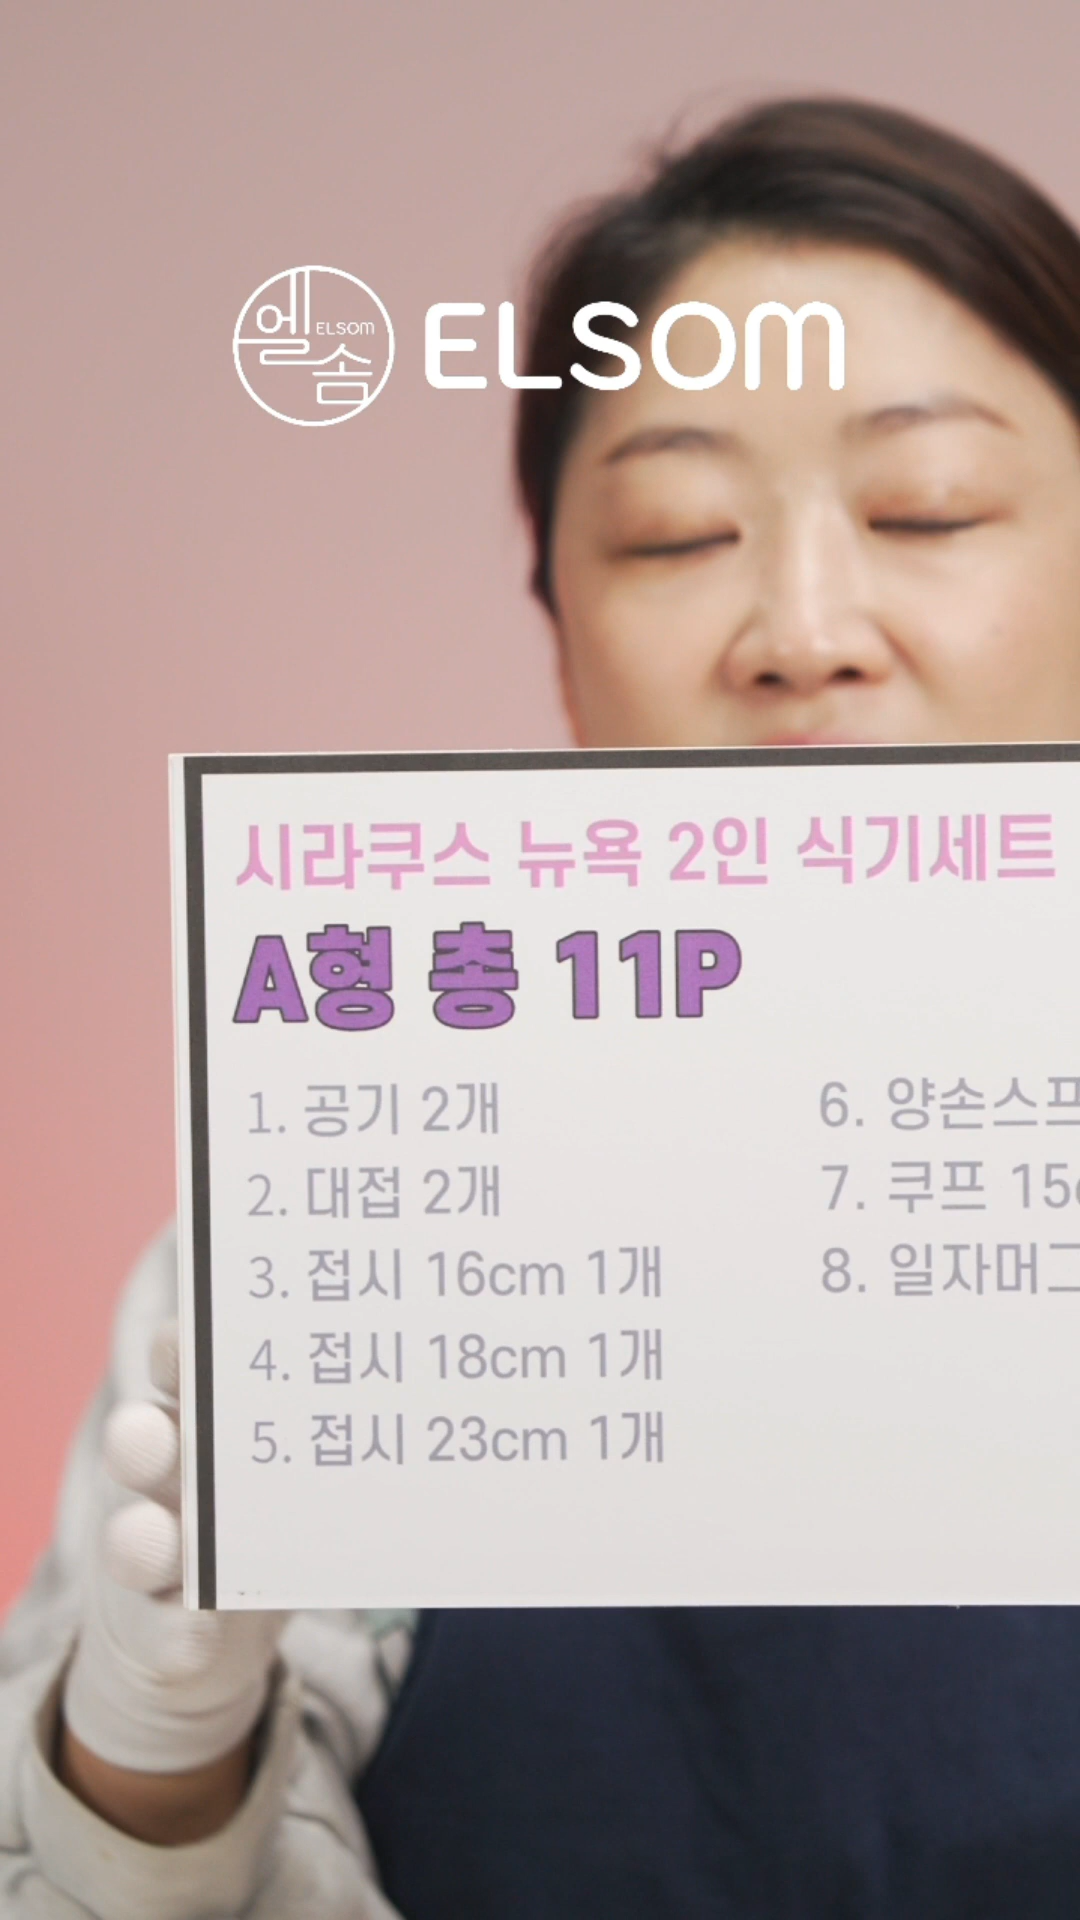 엘솜
ELSOM
ELSOM
시라쿠스 뉴욕 2인 식기세트
A형 총 11P
1. 공기 2개
2. 대접 2개
3. 접시 16cm 1개
4. 접시 18cm 1개
5. 접시 23cm 1개
6.
7. 쿠프
8.